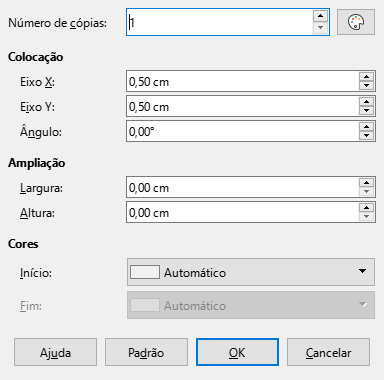 Número de cópias: 1
Colocação
Eixo X: 0,50 cm
Eixo Y: 0,50 cm
Ângulo: 0,00°
Ampliação
Largura: 0,00 cm
Altura: 0,00 cm
Cores
Início: Automático
Fim: Automático
Ajuda Padrão OK Cancelar